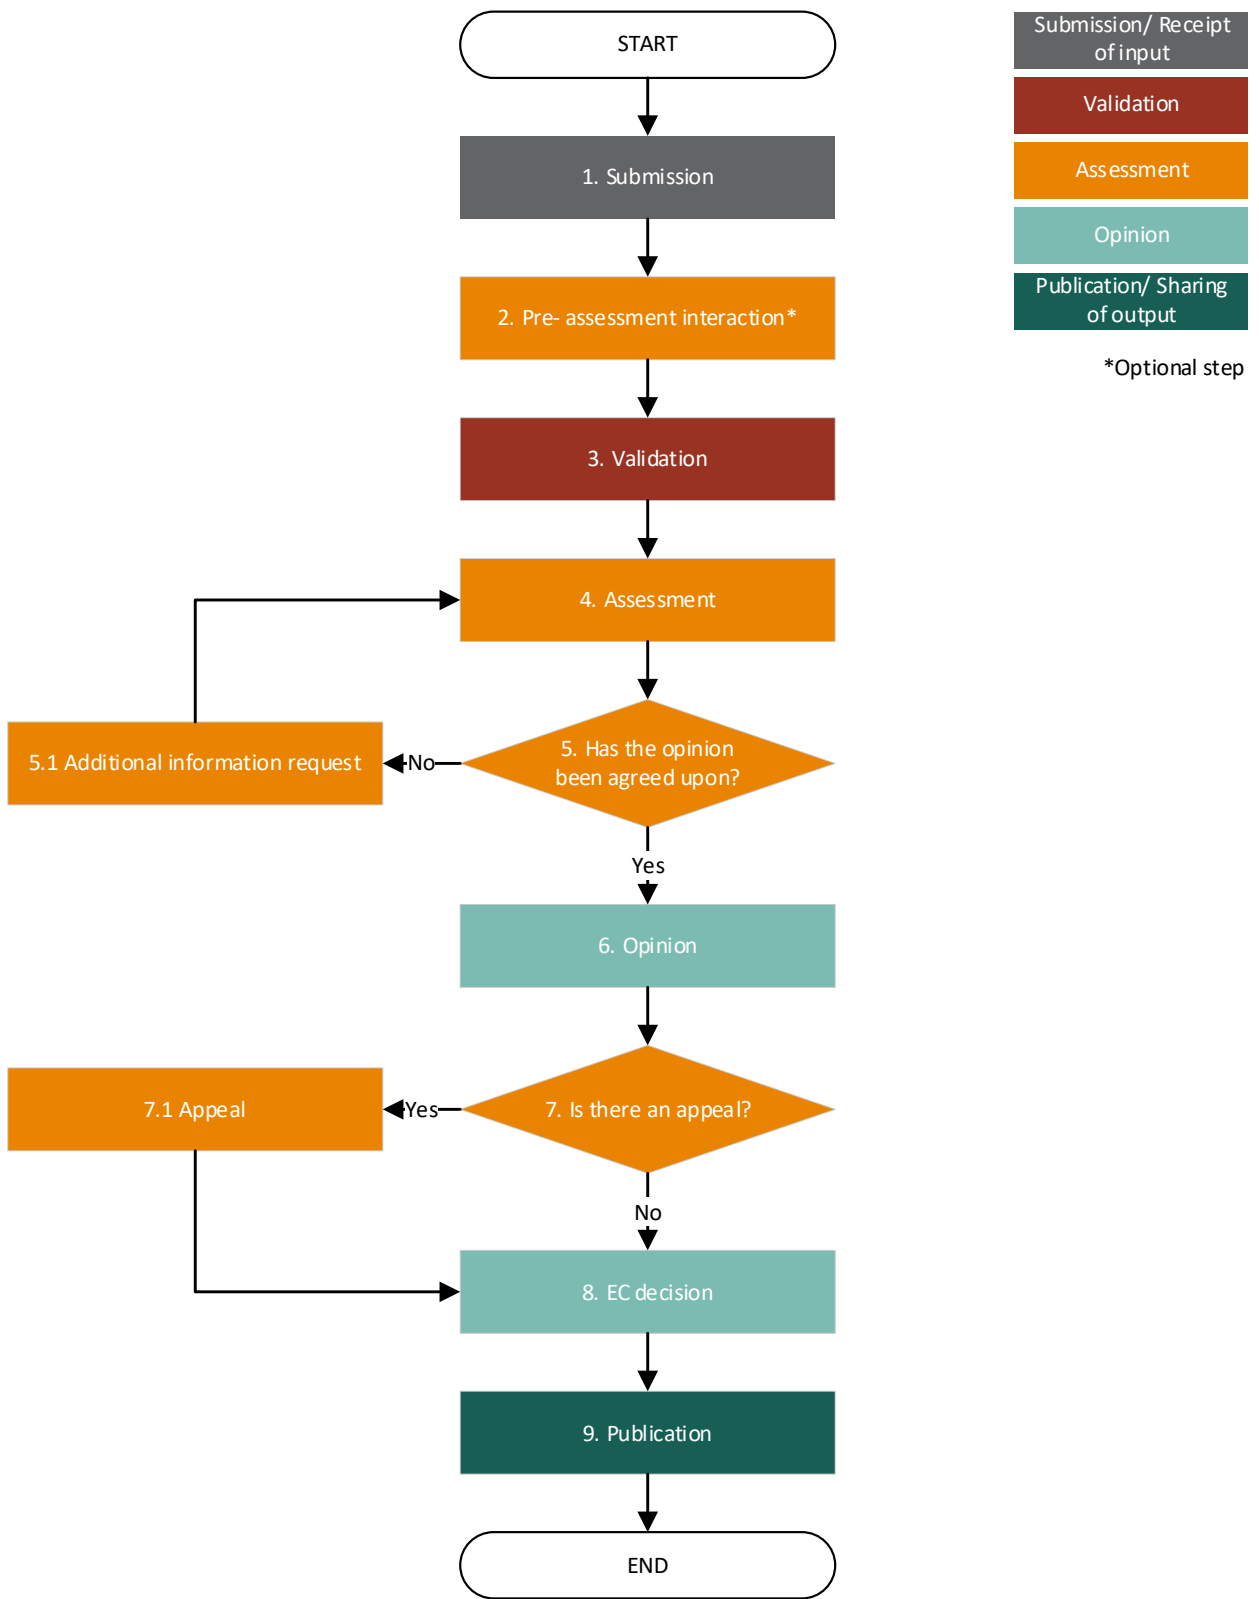 START
1. Submission
2. Pre- assessment interaction*
3. Validation
4. Assessment
5. Has the opinion
been agreed upon?
No
5.1 Additional information request
Yes
6. Opinion
7. Is there an appeal?
Yes
7.1 Appeal
No
8. EC decision
9. Publication
END
Submission/ Receipt
of input
Validation
Assessment
Opinion
Publication/ Sharing
of output
*Optional step